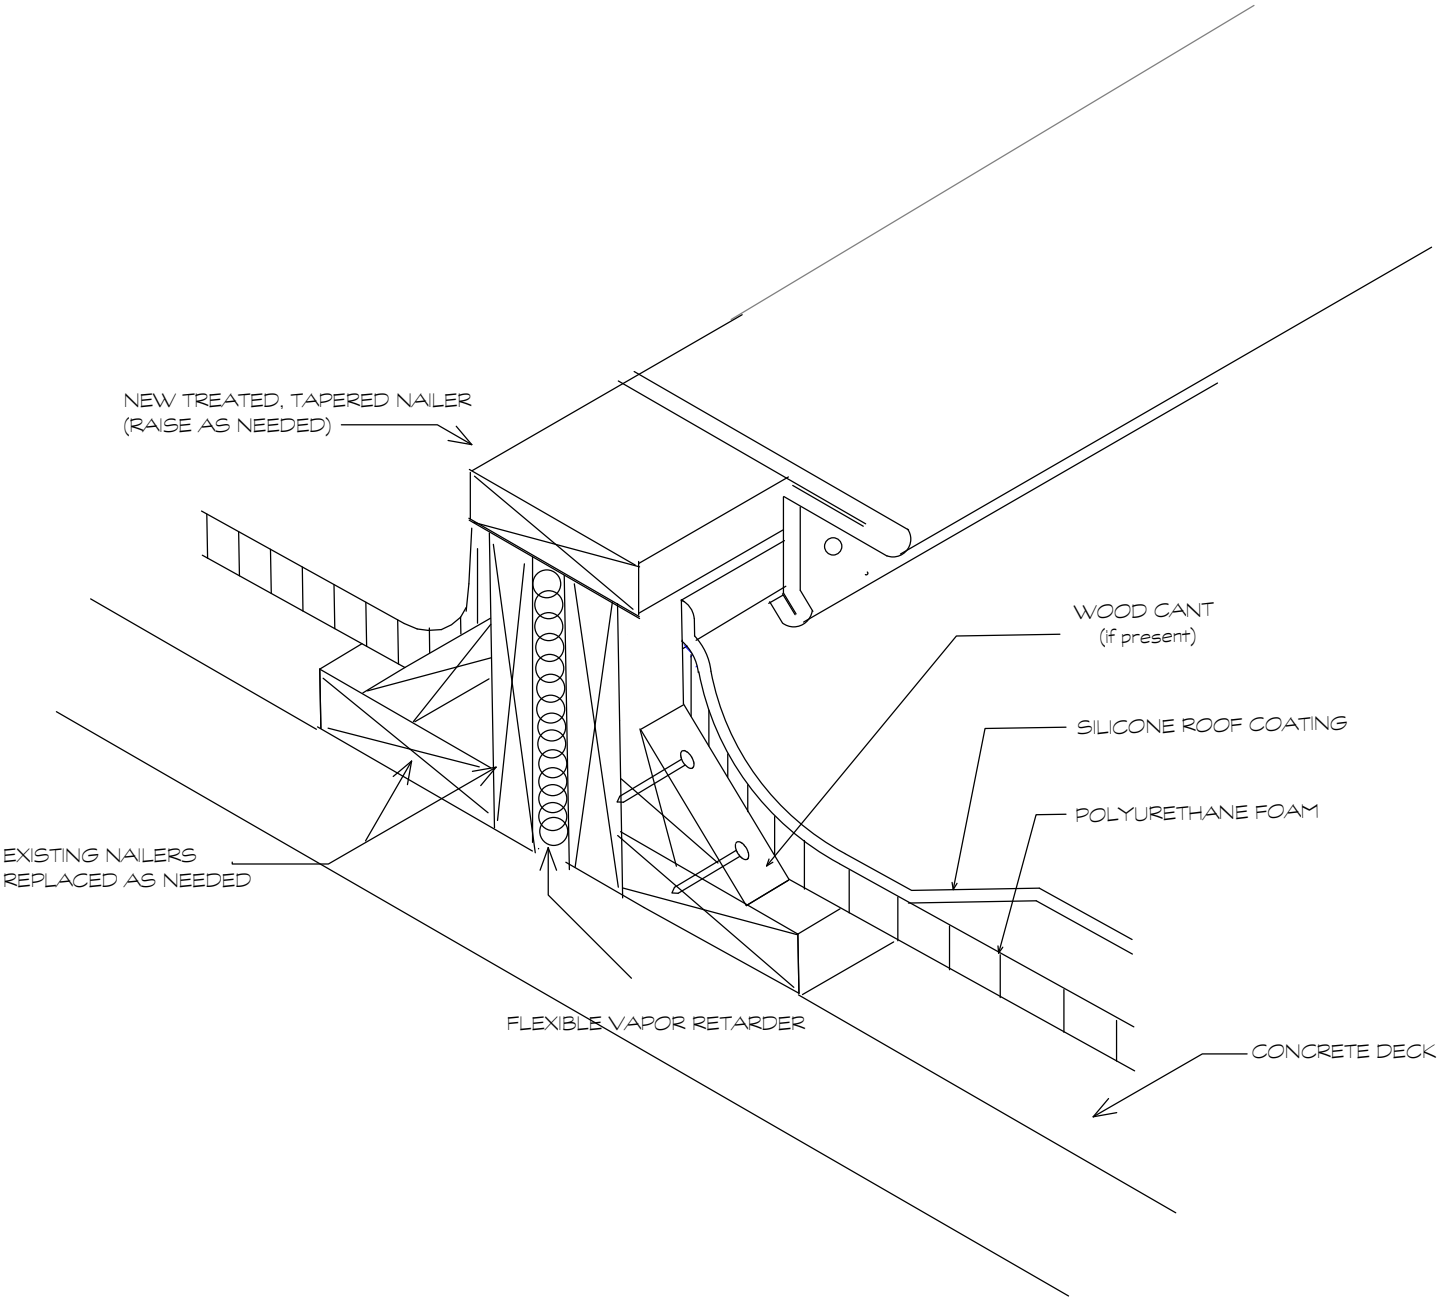 NEW TREATED, TAPERED NAILER
(RAISE AS NEEDED)
WOOD CANT
(if present)
SILICONE ROOF COATING
POLYURETHANE FOAM
EXISTING NAILERS
REPLACED AS NEEDED
FLEXIBLE VAPOR RETARDER
CONCRETE DECK